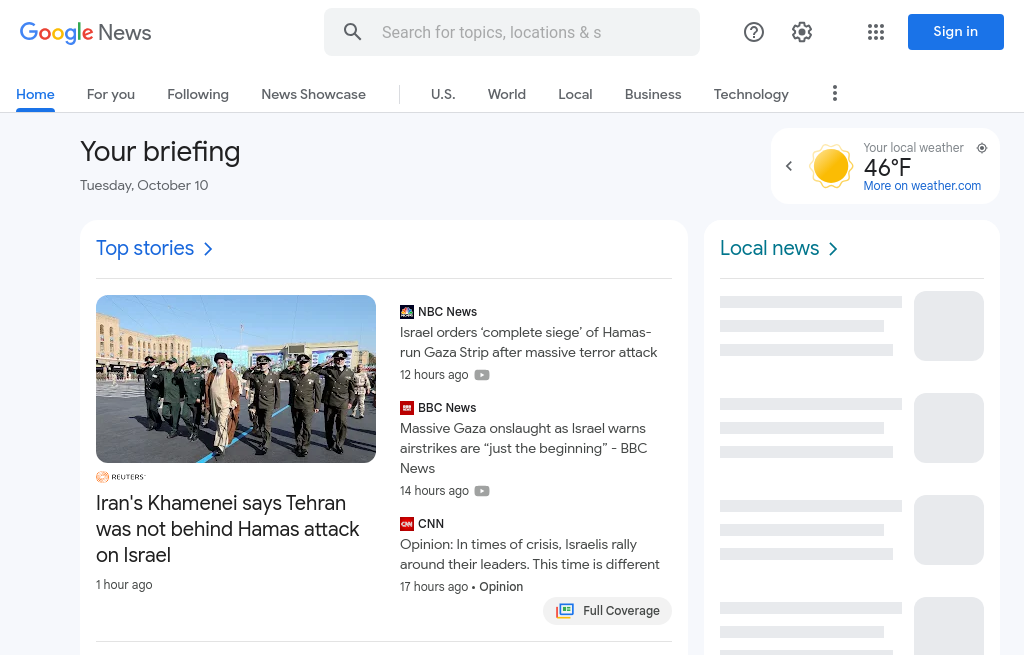 Google News
Search for topics, locations & s
Sign in
Home
For you
Following
News Showcase
U.S.
World
Local
Business
Technology
Your briefing
Tuesday, October 10
Your local weather
46°F
More on weather.com
Top stories
REUTERS
Iran's Khamenei says Tehran
was not behind Hamas attack
on Israel
1 hour ago
NBC News
Israel orders ‘complete siege’ of Hamas-
run Gaza Strip after massive terror attack
12 hours ago
BBC News
Massive Gaza onslaught as Israel warns
airstrikes are “just the beginning” - BBC
News
14 hours ago
CNN
Opinion: In times of crisis, Israelis rally
around their leaders. This time is different
17 hours ago • Opinion
Full Coverage
Local news